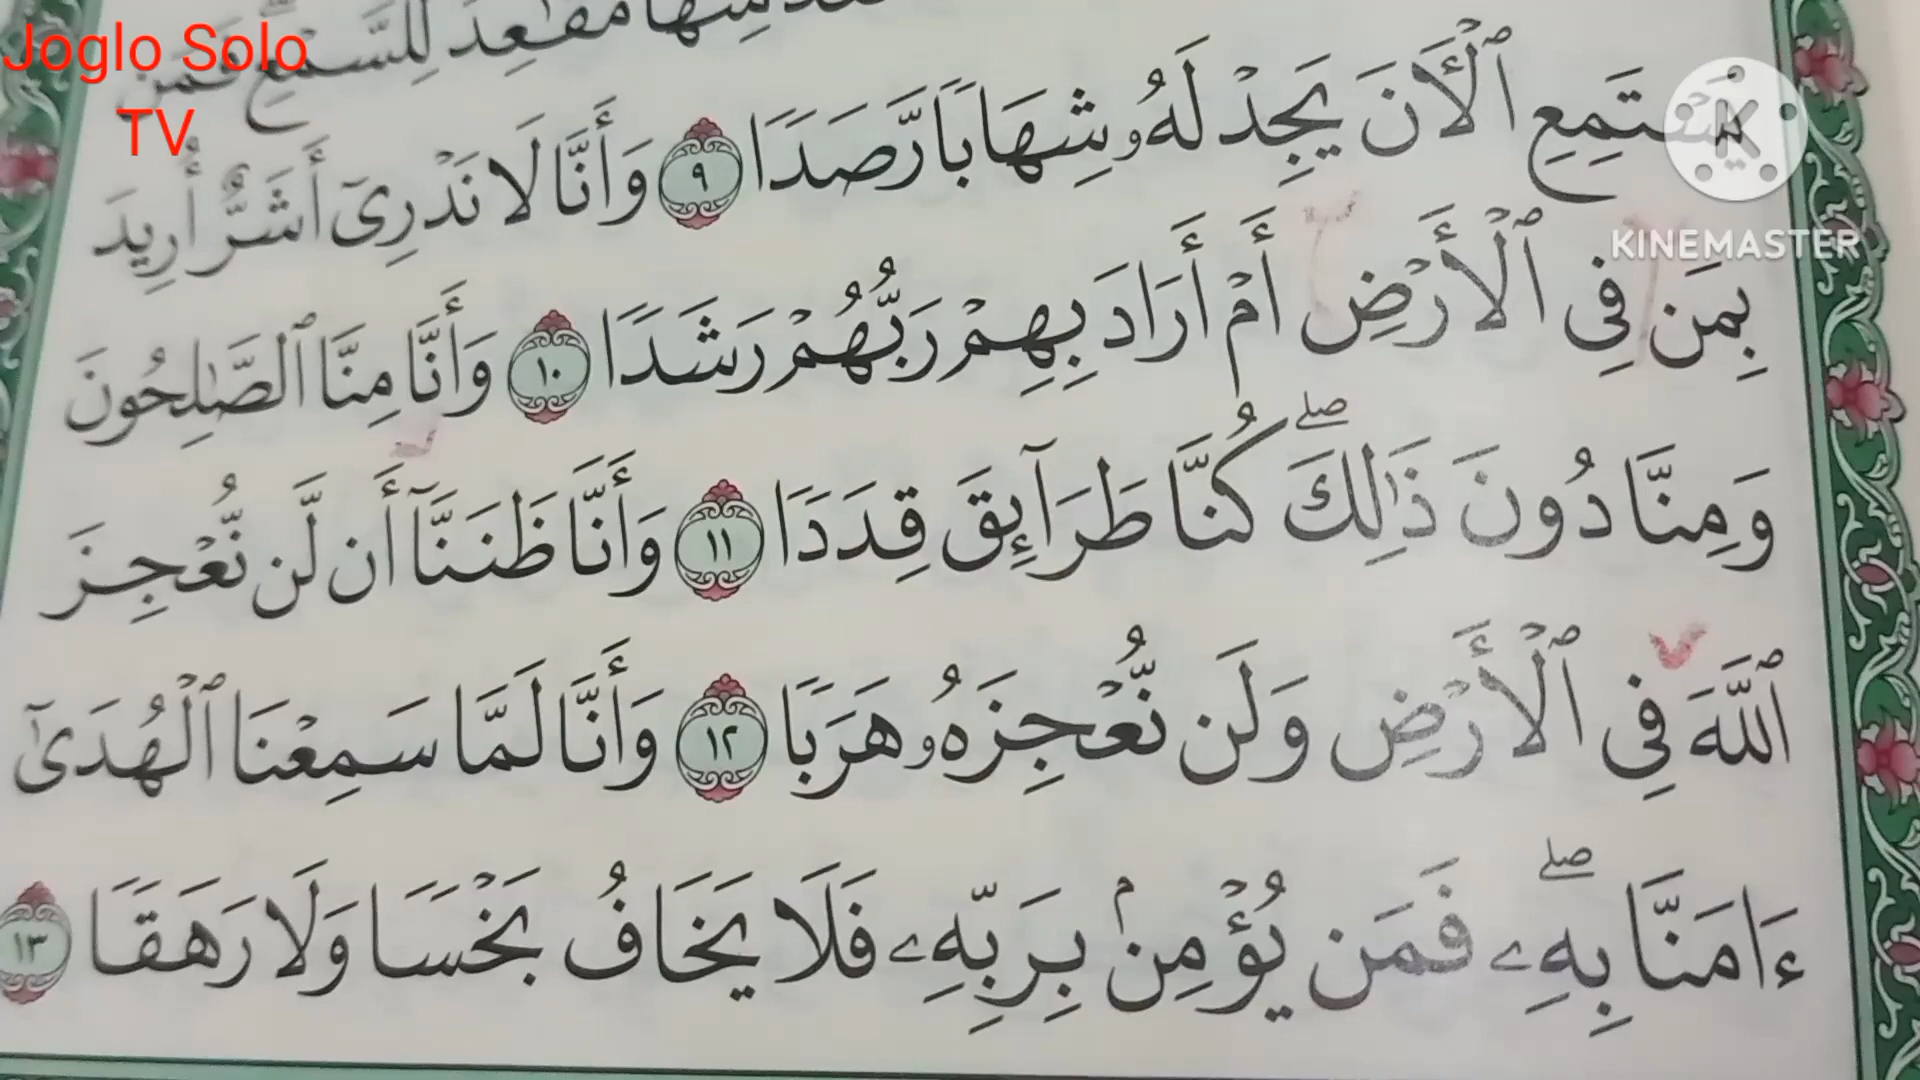 Joglo Solo
TV
مَقَٰعِدَ لِلسَّمۡعِۖ فَمَن
يَسۡتَمِعِ ٱلۡأٓنَ يَجِدۡ لَهُۥ شِهَابٗا رَّصَدٗا ٩ وَأَنَّا لَا نَدۡرِيٓ أَشَرٌّ أُرِيدَ
بِمَن فِي ٱلۡأَرۡضِ أَمۡ أَرَادَ بِهِمۡ رَبُّهُمۡ رَشَدٗا ١٠ وَأَنَّا مِنَّا ٱلصَّٰلِحُونَ
وَمِنَّا دُونَ ذَٰلِكَۖ كُنَّا طَرَآئِقَ قِدَدٗا ١١ وَأَنَّا ظَنَنَّآ أَن لَّن نُّعۡجِزَ
ٱللَّهَ فِي ٱلۡأَرۡضِ وَلَن نُّعۡجِزَهُۥ هَرَبٗا ١٢ وَأَنَّا لَمَّا سَمِعۡنَا ٱلۡهُدَىٰٓ
ءَامَنَّا بِهِۦۖ فَمَن يُؤۡمِنۢ بِرَبِّهِۦ فَلَا يَخَافُ بَخۡسٗا وَلَا رَهَقٗا ١٣
K
KINEMASTER